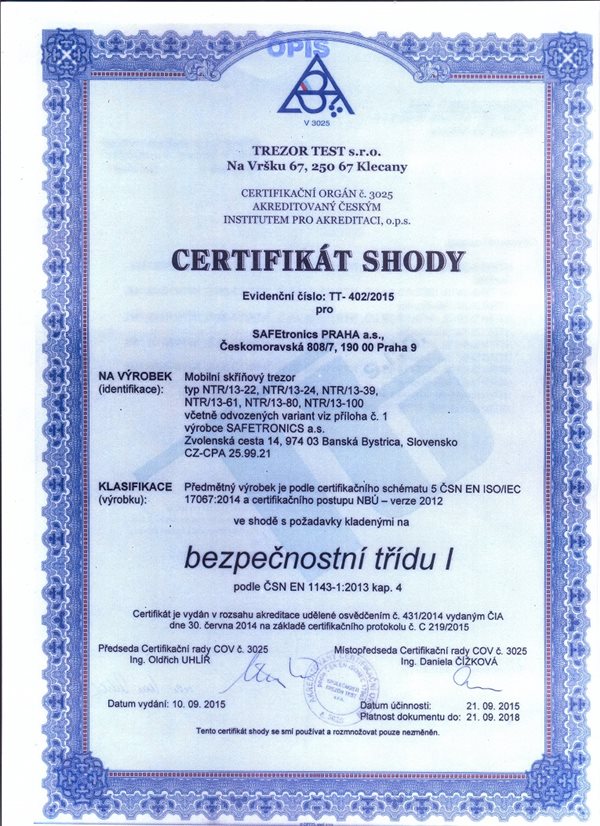 OPIS
V 3025
TREZOR TEST s.r.o.
Na Vršku 67, 250 67 Klecany
CERTIFIKAČNÍ ORGÁN č. 3025
AKREDITOVANÝ ČESKÝM
INSTITUTEM PRO AKREDITACI, o.p.s.
CERTIFIKÁT SHODY
Evidenční číslo: TT- 402/2015
pro
SAFEtronics PRAHA a.s.,
Českomoravská 808/7, 190 00 Praha 9
NA VÝROBEK Mobilní skříňový trezor
(identifikace): typ NTR/13-22, NTR/13-24, NTR/13-39,
NTR/13-61, NTR/13-80, NTR/13-100
včetně odvozených variant viz příloha č. 1
výrobce SAFETRONICS a.s.
Zvolenská cesta 14, 974 03 Banská Bystrica, Slovensko
CZ-CPA 25.99.21
KLASIFIKACE Předmětný výrobek je podle certifikačního schématu 5 ČSN EN ISO/IEC
(výrobku): 17067:2014 a certifikačního postupu NBÚ – verze 2012
ve shodě s požadavky kladenými na
bezpečnostní třídu I
podle ČSN EN 1143-1:2013 kap. 4
Certifikát je vydán v rozsahu akreditace udělené osvědčením č. 431/2014 vydaným ČIA
dne 30. června 2014 na základě certifikačního protokolu č. C 219/2015
Předseda Certifikační rady COV č. 3025 Místopředseda Certifikační rady COV č. 3025
Ing. Oldřich UHLÍŘ Ing. Daniela ČÍŽKOVÁ
Datum vydání: 10. 09. 2015 Datum účinnosti: 21. 09. 2015
Platnost dokumentu do: 21. 09. 2018
Tento certifikát shody se smí používat a rozmnožovat pouze nezměněn.